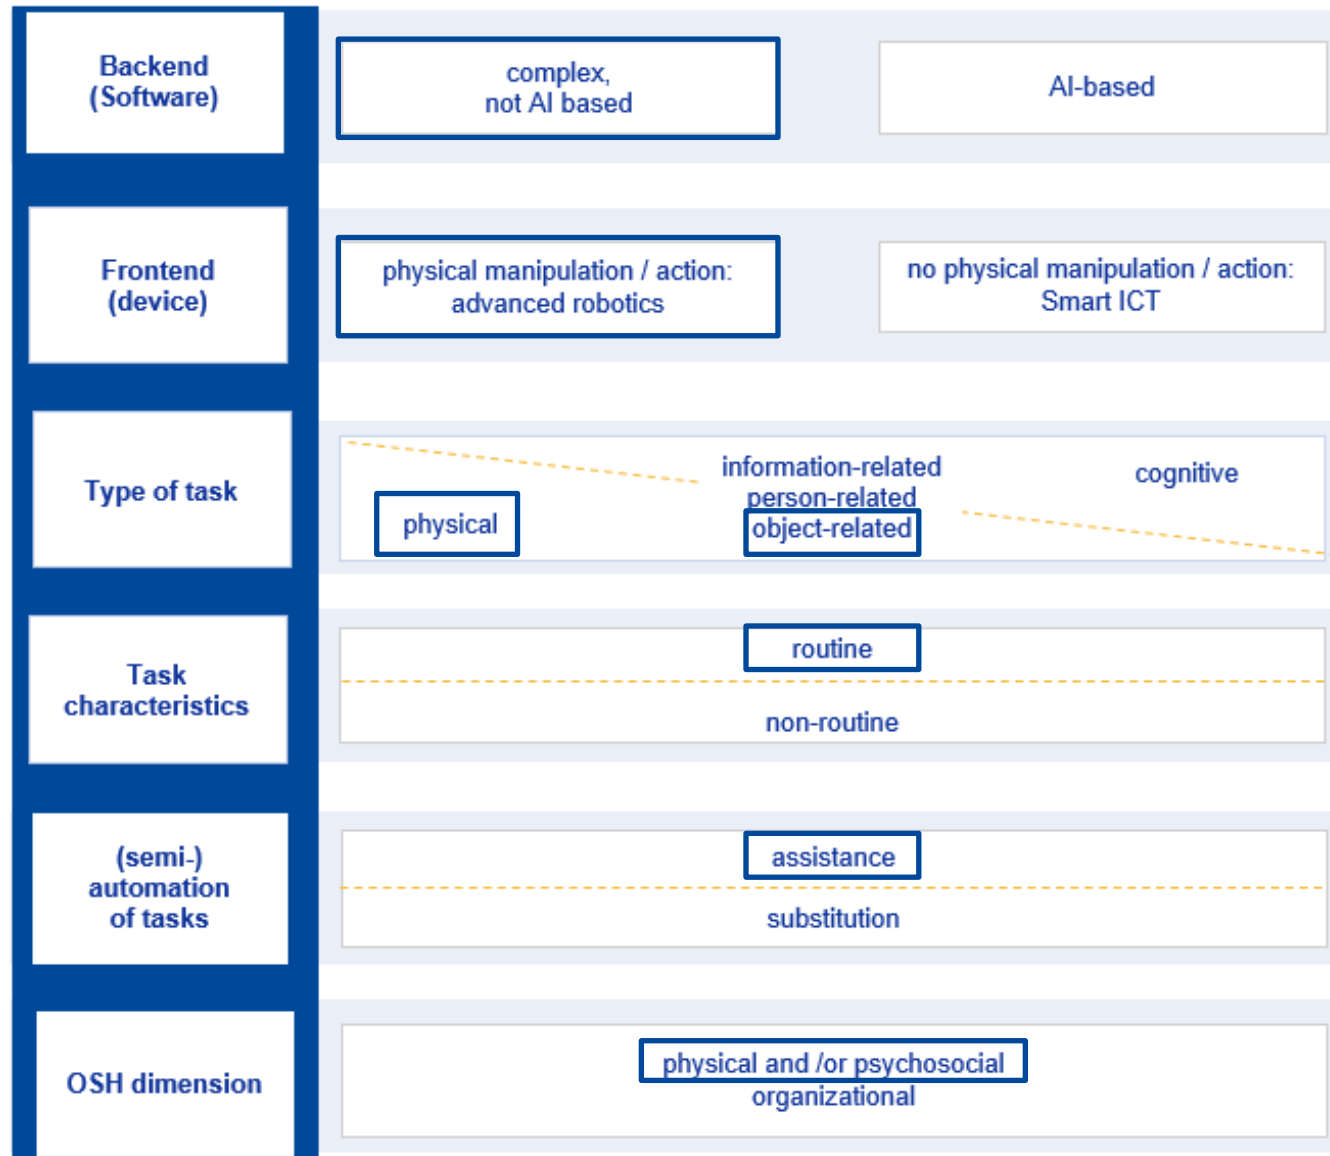 Backend
(Software)
complex,
not AI based
AI-based
Frontend
(device)
physical manipulation / action:
advanced robotics
no physical manipulation / action:
Smart ICT
Type of task
physical
information-related
person-related
object-related
cognitive
Task
characteristics
routine
non-routine
(semi-)
automation
of tasks
assistance
substitution
OSH dimension
physical and /or psychosocial
organizational